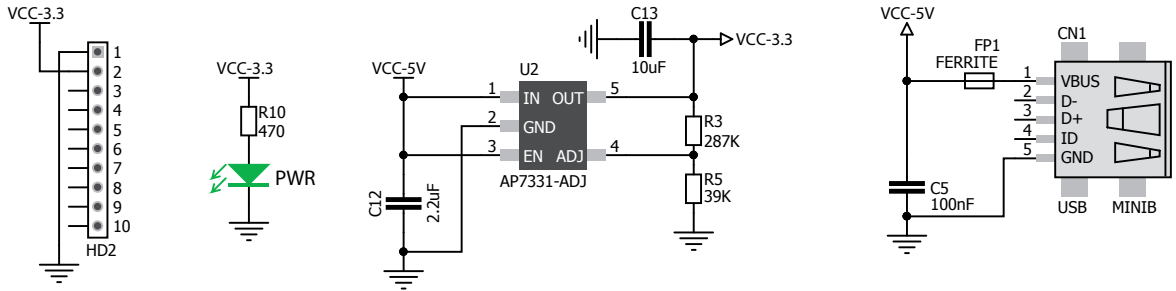 VCC-3.3
1
2
3
4
5
6
7
8
9
10
HD2
VCC-3.3
R10
470
PWR
C13
10uF
VCC-3.3
VCC-5V
U2
1 IN OUT 5
2 GND
3 EN ADJ 4
AP7331-ADJ
R3
287K
R5
39K
C12
2.2uF
VCC-5V
FP1
FERRITE
CN1
1 VBUS
2 D-
3 D+
4 ID
5 GND
C5
100nF
USB MINIB